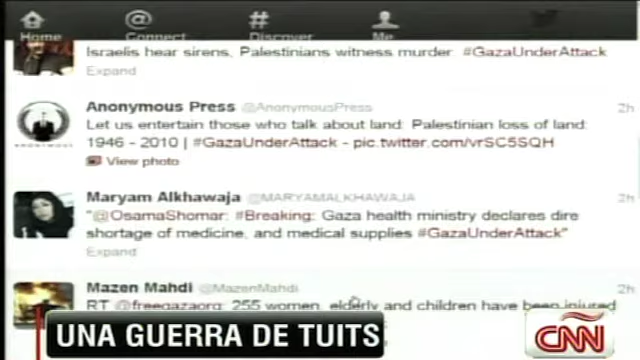 Home Connect Discover Me
Israelis hear sirens, Palestinians witness murder. #GazaUnderAttack
Expand
Anonymous Press @AnonymousPress 2h
Let us entertain those who talk about land: Palestinian loss of land:
1946 - 2010 | #GazaUnderAttack - pic.twitter.com/vrSC5SQH
View photo
ANONYMOUS
Maryam Alkhawaja @MARYAMALKHAWAJA 2h
"@OsamaShomar: #Breaking: Gaza health ministry declares dire
shortage of medicine, and medical supplies #GazaUnderAttack"
Expand
Mazen Mahdi @MazenMahdi 2h
RT @freegazaorg: 255 women, elderly and children have been injured
UNA GUERRA DE TUITS
CNN